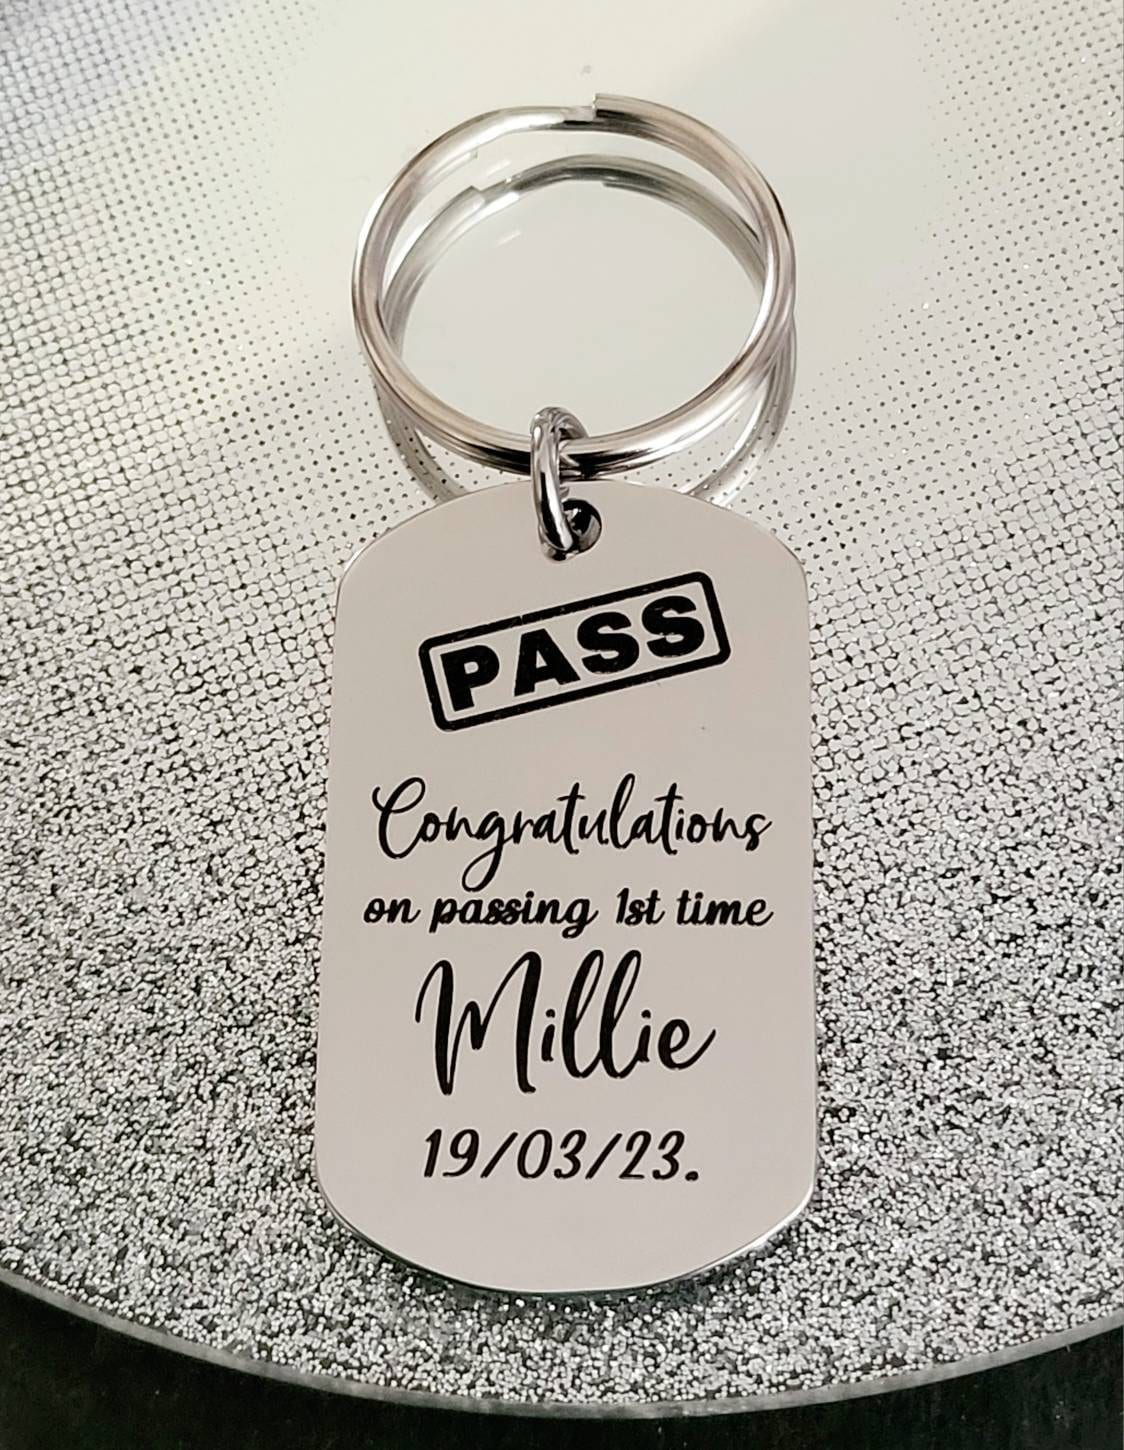 PASS
Congratulations
on passing 1st time
Millie
19/03/23.